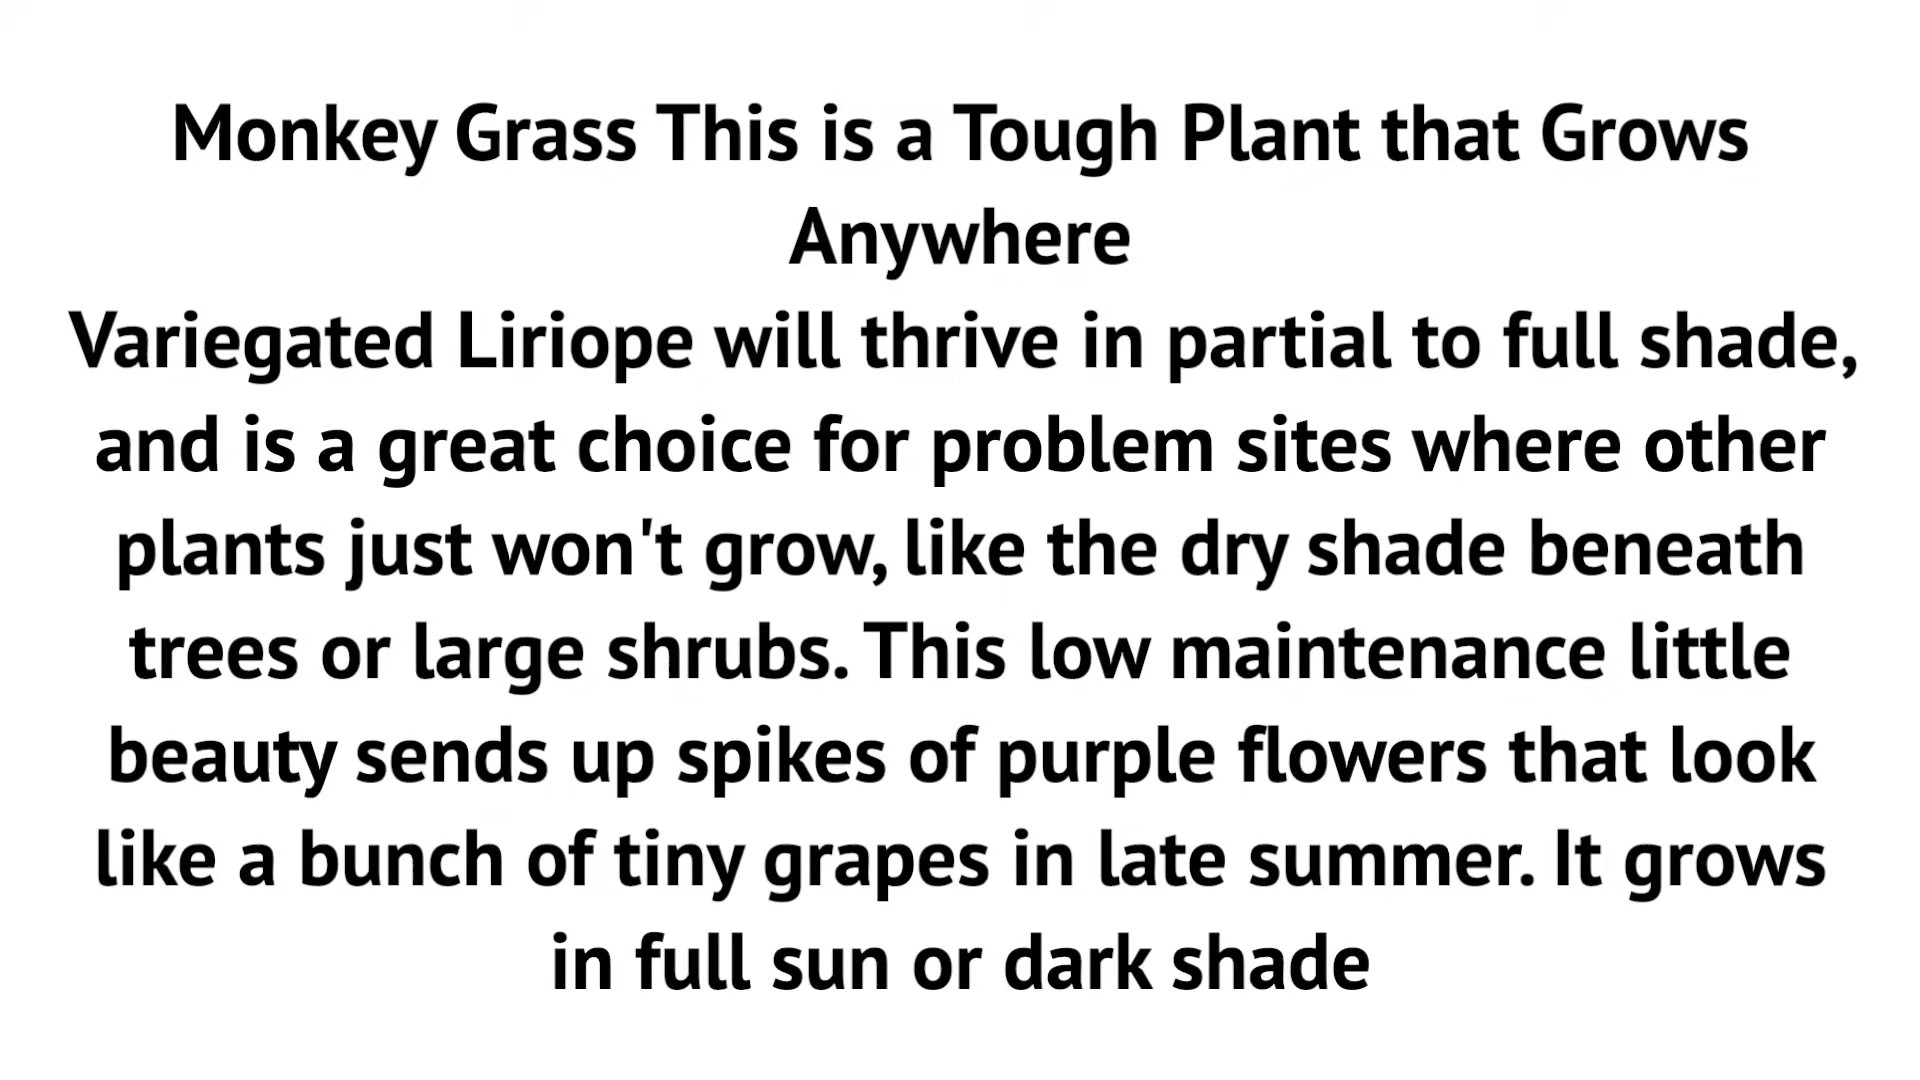 Monkey Grass This is a Tough Plant that Grows
Anywhere
Variegated Liriope will thrive in partial to full shade,
and is a great choice for problem sites where other
plants just won't grow, like the dry shade beneath
trees or large shrubs. This low maintenance little
beauty sends up spikes of purple flowers that look
like a bunch of tiny grapes in late summer. It grows
in full sun or dark shade